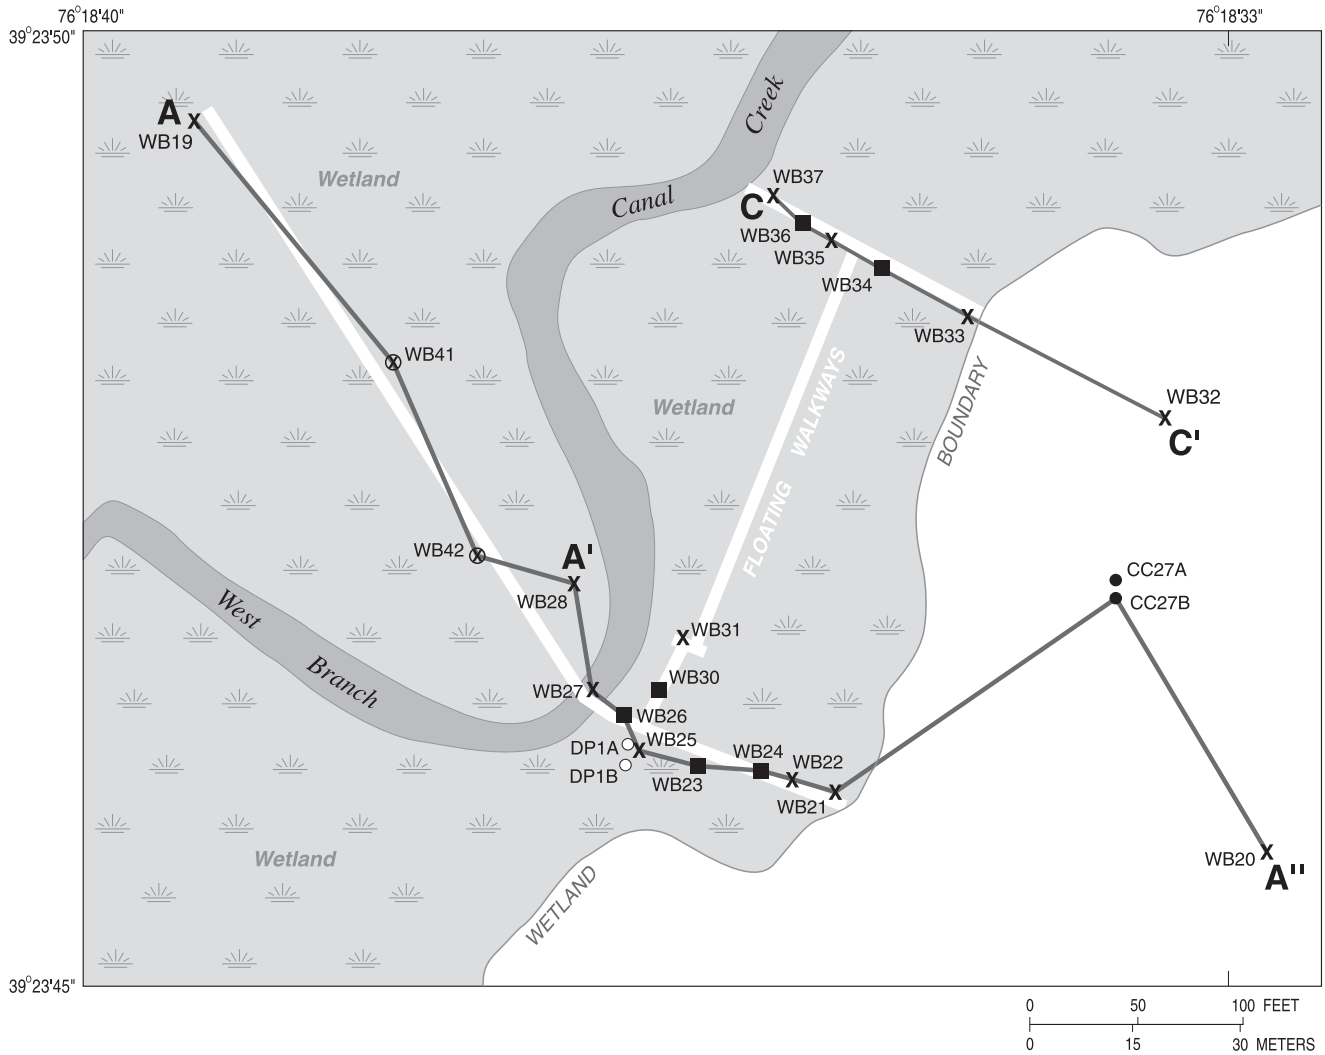 76°18'40"
76°18'33"
39°23'50"
A
WB19
Creek
Wetland
WB37
Canal
C
WB36
WB35
WB34
WB33
WB41
BOUNDARY
WB32
C'
Wetland
FLOATING WALKWAYS
WB42
A'
WB28
CC27A
CC27B
West
Branch
WB31
WB30
WB27
WB26
DP1A
WB25
DP1B
WB24
WB22
WB23
WB21
Wetland
WB20
A"
WETLAND
39°23'45"
0 50 100 FEET
0 15 30 METERS